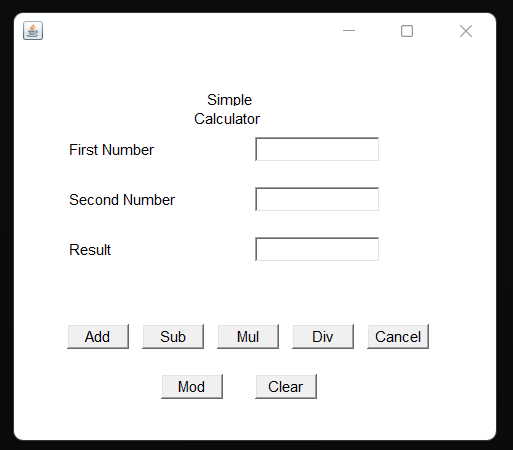 Simple
Calculator
First Number
Second Number
Result
Add Sub Mul Div Cancel
Mod Clear